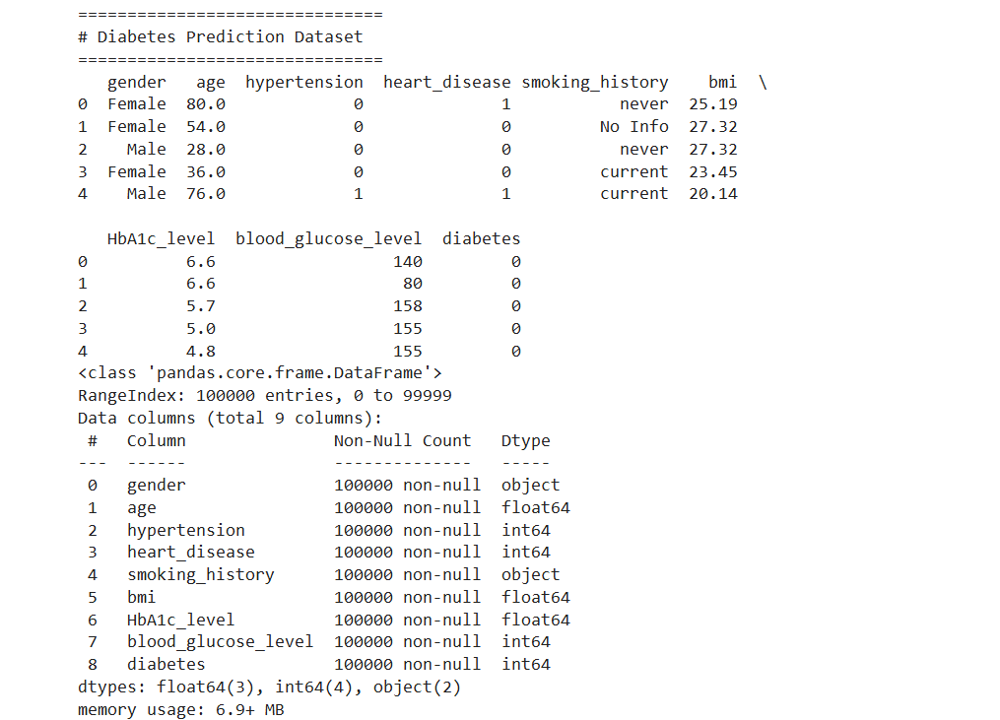 ===============================
# Diabetes Prediction Dataset
===============================
   gender   age  hypertension  heart_disease smoking_history    bmi  \
0  Female  80.0             0              1           never  25.19
1  Female  54.0             0              0         No Info  27.32
2    Male  28.0             0              0           never  27.32
3  Female  36.0             0              0         current  23.45
4    Male  76.0             1              1         current  20.14

   HbA1c_level  blood_glucose_level  diabetes
0          6.6                  140         0
1          6.6                   80         0
2          5.7                  158         0
3          5.0                  155         0
4          4.8                  155         0
<class 'pandas.core.frame.DataFrame'>
RangeIndex: 100000 entries, 0 to 99999
Data columns (total 9 columns):
 #   Column               Non-Null Count   Dtype
---  ------               --------------   -----
 0   gender               100000 non-null  object
 1   age                  100000 non-null  float64
 2   hypertension         100000 non-null  int64
 3   heart_disease        100000 non-null  int64
 4   smoking_history      100000 non-null  object
 5   bmi                  100000 non-null  float64
 6   HbA1c_level          100000 non-null  float64
 7   blood_glucose_level  100000 non-null  int64
 8   diabetes             100000 non-null  int64
dtypes: float64(3), int64(4), object(2)
memory usage: 6.9+ MB